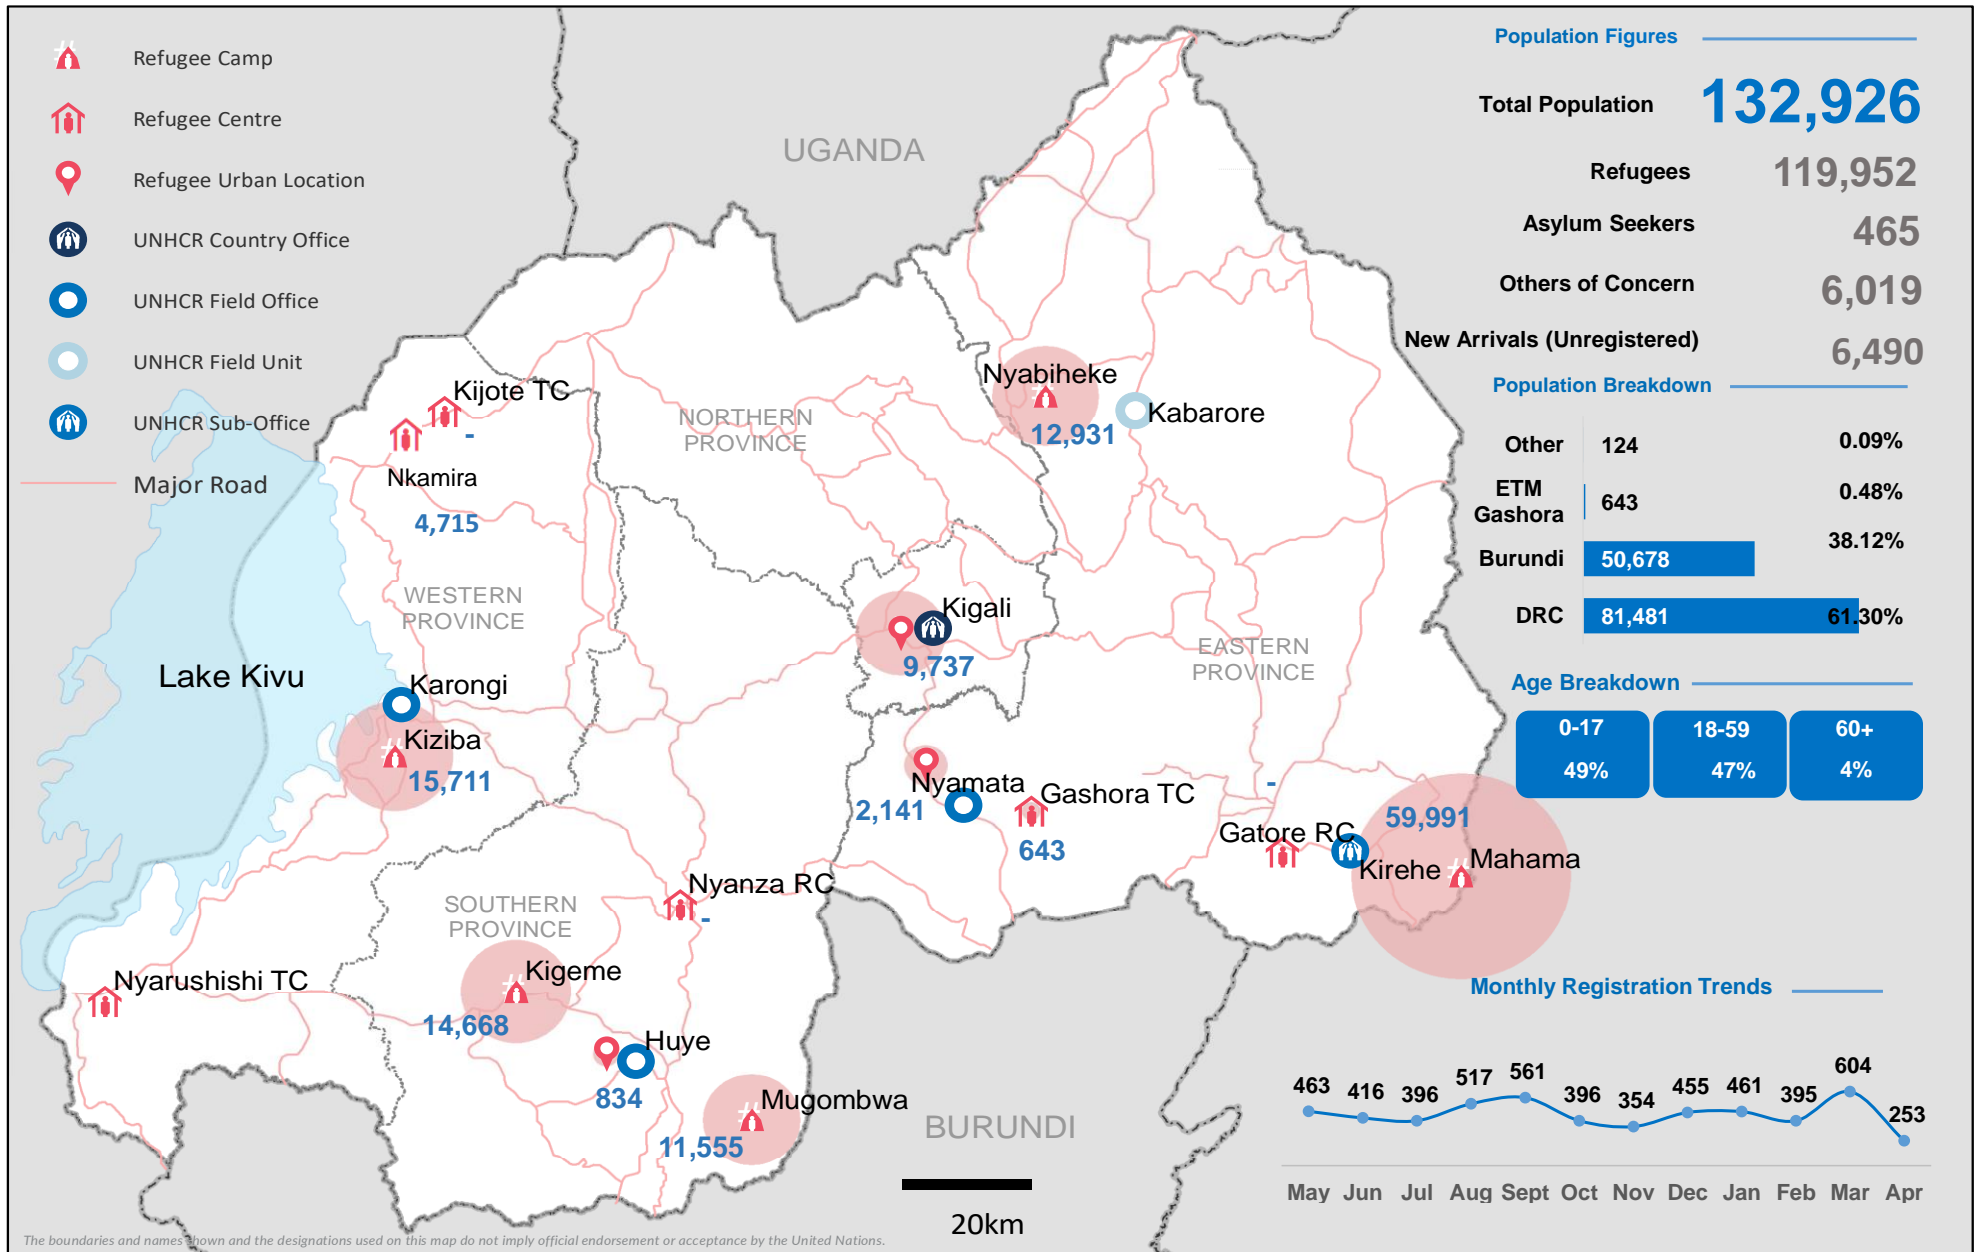 Refugee Camp
Refugee Centre
Refugee Urban Location
UNHCR Country Office
UNHCR Field Office
UNHCR Field Unit
UNHCR Sub-Office
Major Road
UGANDA
Kijote TC
-
Nkamira
4,715
NORTHERN
PROVINCE
Nyabiheke
12,931
Kabarore
WESTERN
PROVINCE
Kigali
9,737
EASTERN
PROVINCE
Lake Kivu
Karongi
Kiziba
15,711
Nyamata
2,141
Gashora TC
643
-
Gatore RC
59,991
Kirehe
Mahama
Nyanza RC
-
SOUTHERN
PROVINCE
Kigeme
14,668
Nyarushishi TC
Huye
834
Mugombwa
11,555
BURUNDI
20km
The boundaries and names shown and the designations used on this map do not imply official endorsement or acceptance by the United Nations.
Population Figures
Total Population 132,926
Refugees 119,952
Asylum Seekers 465
Others of Concern 6,019
New Arrivals (Unregistered) 6,490
Population Breakdown
Other 124 0.09%
ETM
Gashora 643 0.48%
Burundi 50,678 38.12%
DRC 81,481 61.30%
Age Breakdown
0-17 18-59 60+
49% 47% 4%
Monthly Registration Trends
463 416 396 517 561 396 354 455 461 395 604 253
May Jun Jul Aug Sept Oct Nov Dec Jan Feb Mar Apr